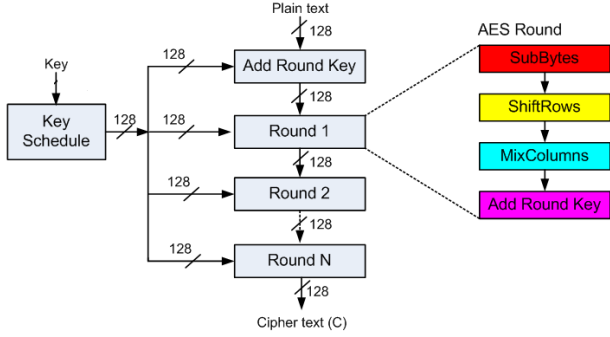 Plain text
128
AES Round
Add Round Key
SubBytes
Key
128
128
ShiftRows
Key
Schedule
128
128
Round 1
128
MixColumns
128
Round 2
Add Round Key
128
128
Round N
128
Cipher text (C)